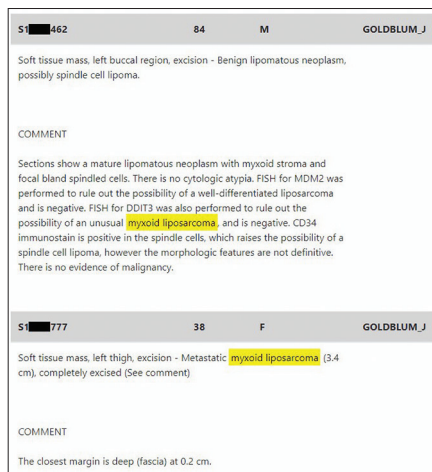 S1 462 84 M GOLDBLUM_J
Soft tissue mass, left buccal region, excision - Benign lipomatous neoplasm,
possibly spindle cell lipoma.
COMMENT
Sections show a mature lipomatous neoplasm with myxoid stroma and
focal bland spindled cells. There is no cytologic atypia. FISH for MDM2 was
performed to rule out the possibility of a well-differentiated liposarcoma
and is negative. FISH for DDIT3 was also performed to rule out the
possibility of an unusual myxoid liposarcoma, and is negative. CD34
immunostain is positive in the spindle cells, which raises the possibility of a
spindle cell lipoma, however the morphologic features are not definitive.
There is no evidence of malignancy.
S1 777 38 F GOLDBLUM_J
Soft tissue mass, left thigh, excision - Metastatic myxoid liposarcoma (3.4
cm), completely excised (See comment)
COMMENT
The closest margin is deep (fascia) at 0.2 cm.